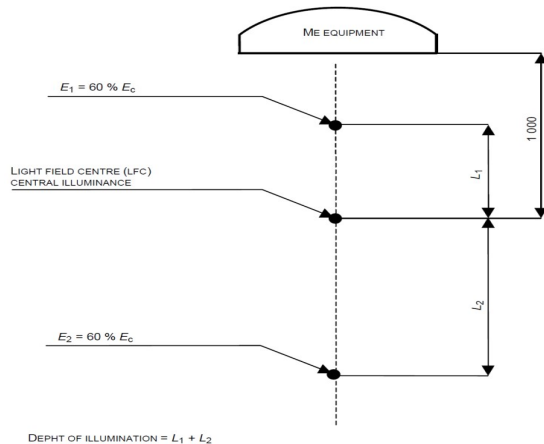 ME EQUIPMENT
E1 = 60 % Ec
1 000
L1
LIGHT FIELD CENTRE (LFC)
CENTRAL ILLUMINANCE
L2
E2 = 60 % Ec
DEPHT OF ILLUMINATION = L1 + L2